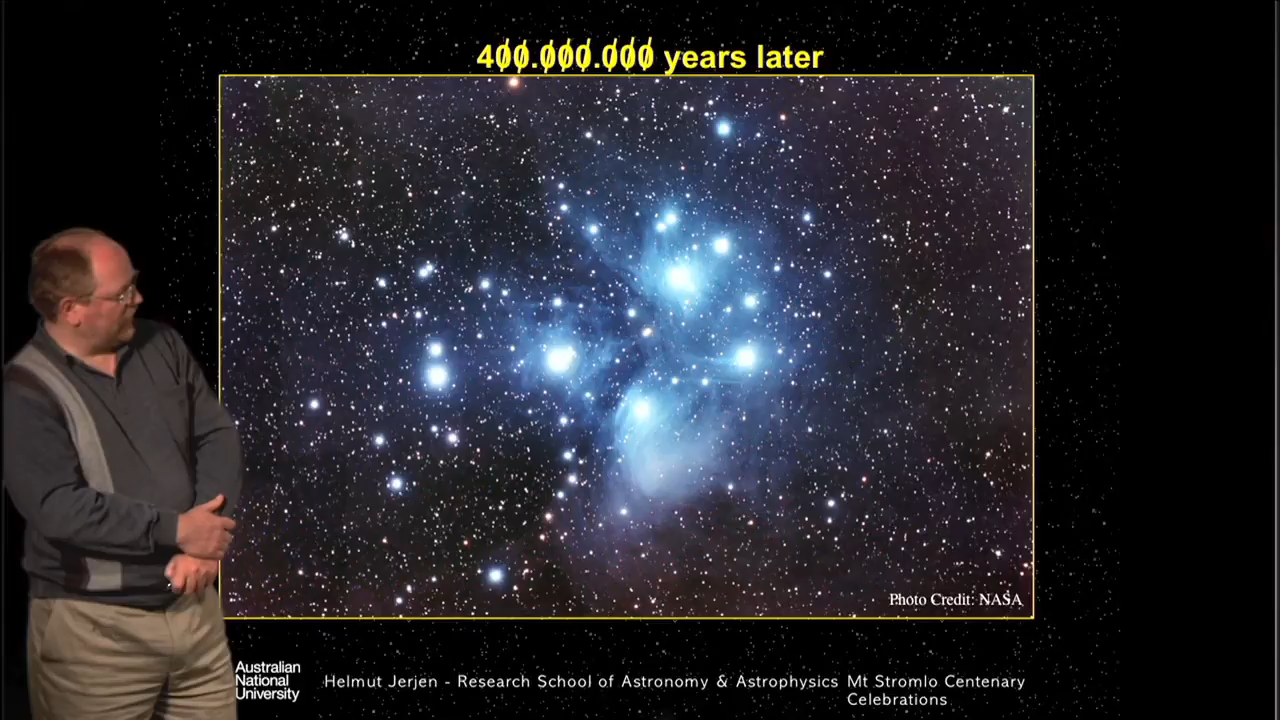 400.000.000 years later
Photo Credit: NASA
Australian
National
University
Helmut Jerjen - Research School of Astronomy & Astrophysics
Mt Stromlo Centenary
Celebrations